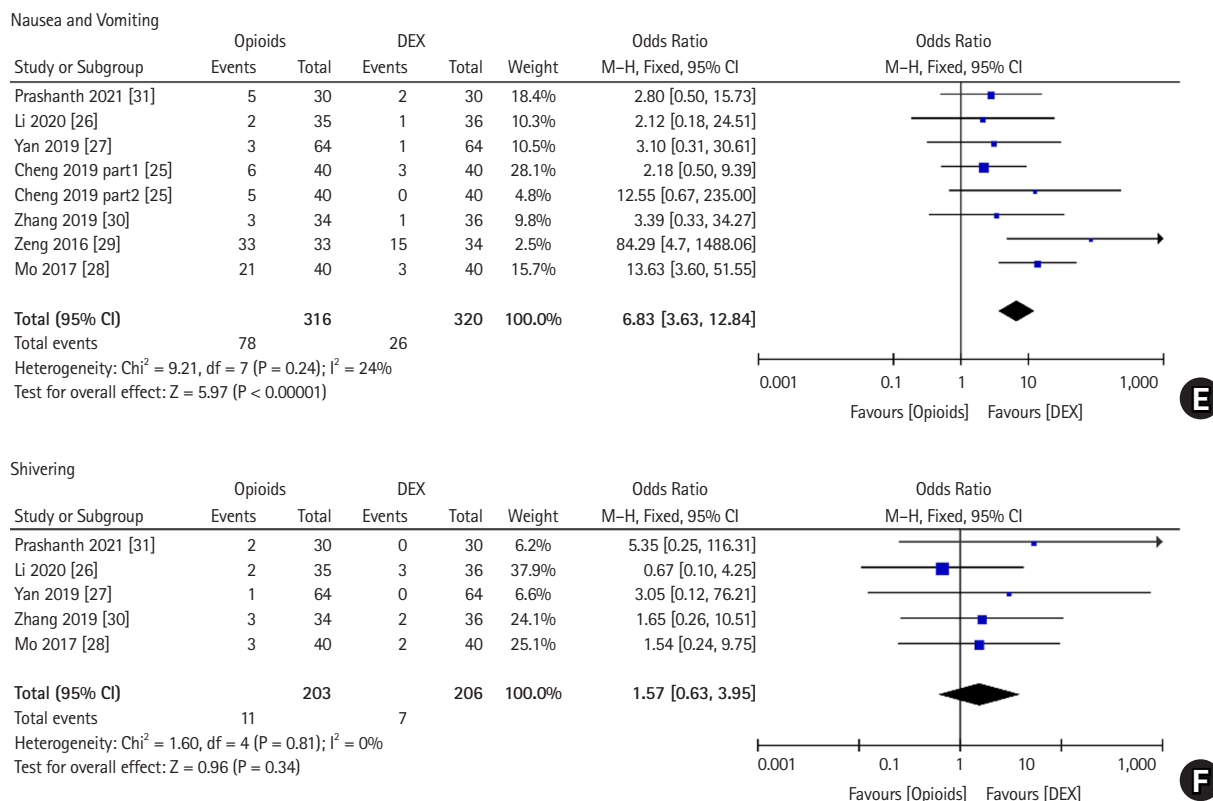 Nausea and Vomiting
Opioids DEX Odds Ratio Odds Ratio
Study or Subgroup Events Total Events Total Weight M–H, Fixed, 95% CI M–H, Fixed, 95% CI
Prashanth 2021 [31] 5 30 2 30 18.4% 2.80 [0.50, 15.73]
Li 2020 [26] 2 35 1 36 10.3% 2.12 [0.18, 24.51]
Yan 2019 [27] 3 64 1 64 10.5% 3.10 [0.31, 30.61]
Cheng 2019 part1 [25] 6 40 3 40 28.1% 2.18 [0.50, 9.39]
Cheng 2019 part2 [25] 5 40 0 40 4.8% 12.55 [0.67, 235.00]
Zhang 2019 [30] 3 34 1 36 9.8% 3.39 [0.33, 34.27]
Zeng 2016 [29] 33 33 15 34 2.5% 84.29 [4.7, 1488.06]
Mo 2017 [28] 21 40 3 40 15.7% 13.63 [3.60, 51.55]
Total (95% CI) 316 320 100.0% 6.83 [3.63, 12.84]
Total events 78 26
Heterogeneity: Chi² = 9.21, df = 7 (P = 0.24); I² = 24%
Test for overall effect: Z = 5.97 (P < 0.00001)
0.001 0.1 1 10 1,000
Favours [Opioids] Favours [DEX]
E
Shivering
Opioids DEX Odds Ratio Odds Ratio
Study or Subgroup Events Total Events Total Weight M–H, Fixed, 95% CI M–H, Fixed, 95% CI
Prashanth 2021 [31] 2 30 0 30 6.2% 5.35 [0.25, 116.31]
Li 2020 [26] 2 35 3 36 37.9% 0.67 [0.10, 4.25]
Yan 2019 [27] 1 64 0 64 6.6% 3.05 [0.12, 76.21]
Zhang 2019 [30] 3 34 2 36 24.1% 1.65 [0.26, 10.51]
Mo 2017 [28] 3 40 2 40 25.1% 1.54 [0.24, 9.75]
Total (95% CI) 203 206 100.0% 1.57 [0.63, 3.95]
Total events 11 7
Heterogeneity: Chi² = 1.60, df = 4 (P = 0.81); I² = 0%
Test for overall effect: Z = 0.96 (P = 0.34)
0.001 0.1 1 10 1,000
Favours [Opioids] Favours [DEX]
F